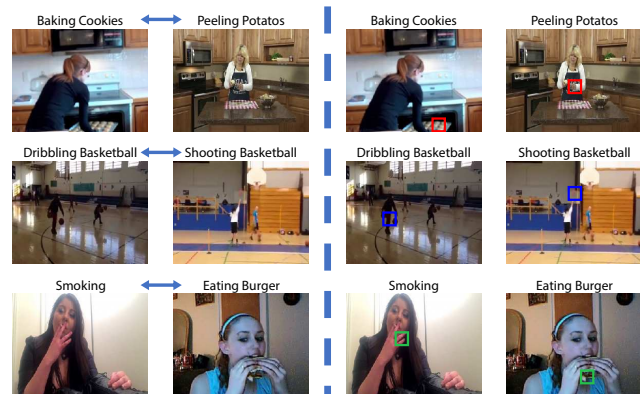 Baking Cookies Peeling Potatos Baking Cookies Peeling Potatos
Dribbling Basketball Shooting Basketball Dribbling Basketball Shooting Basketball
Smoking Eating Burger Smoking Eating Burger